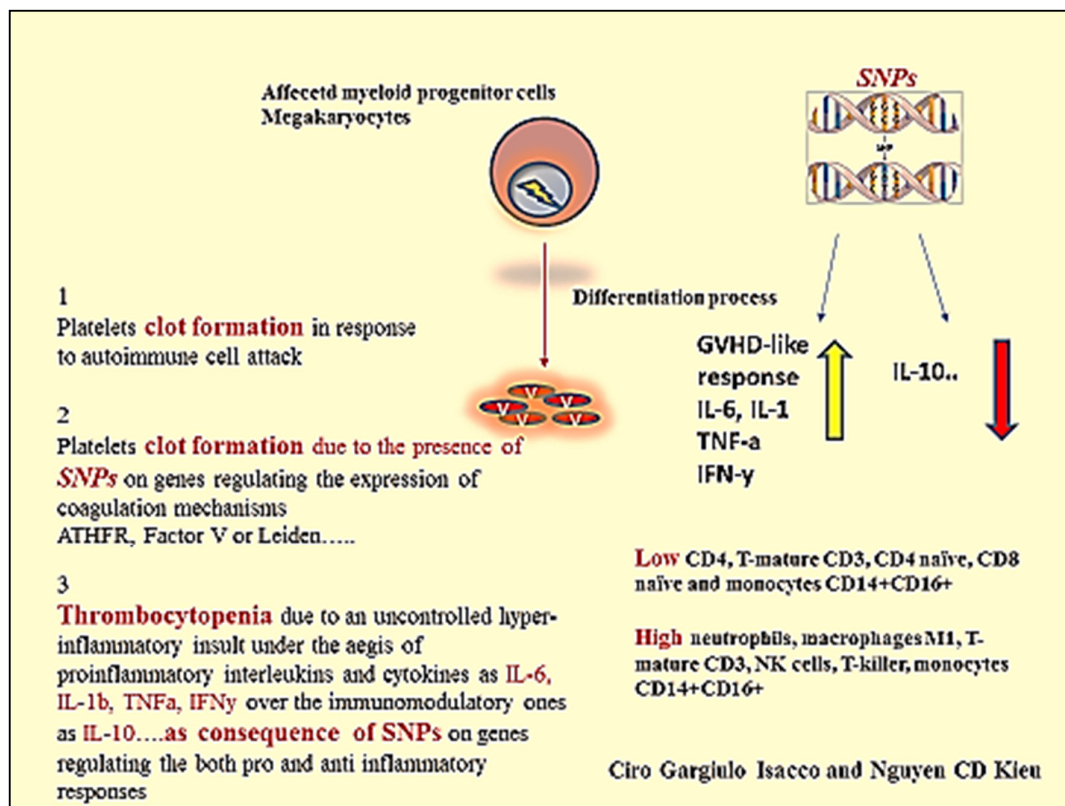 Affecetd myeloid progenitor cells
Megakaryocytes
SNPs
SNP
1
Platelets clot formation in response
to autoimmune cell attack
Differentiation process
V V V V V
GVHD-like
response
IL-6, IL-1
TNF-a
IFN-y
IL-10..
2
Platelets clot formation due to the presence of
SNPs on genes regulating the expression of
coagulation mechanisms
ATHFR, Factor V or Leiden.....
3
Thrombocytopenia due to an uncontrolled hyper-
inflammatory insult under the aegis of
proinflammatory interleukins and cytokines as IL-6,
IL-1b, TNFa, IFNy over the immunomodulatory ones
as IL-10....as consequence of SNPs on genes
regulating the both pro and anti inflammatory
responses
Low CD4, T-mature CD3, CD4 naïve, CD8
naïve and monocytes CD14+CD16+
High neutrophils, macrophages M1, T-
mature CD3, NK cells, T-killer, monocytes
CD14+CD16+
Ciro Gargiulo Isacco and Nguyen CD Kieu